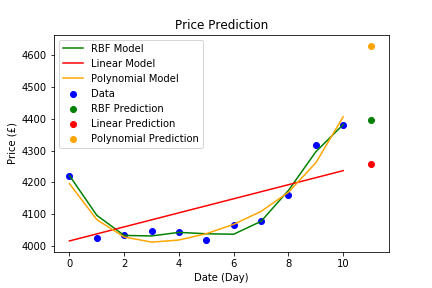 Price Prediction
RBF Model
Linear Model
Polynomial Model
Data
RBF Prediction
Linear Prediction
Polynomial Prediction
4600
4500
4400
4300
4200
4100
4000
Price (£)
0 2 4 6 8 10
Date (Day)